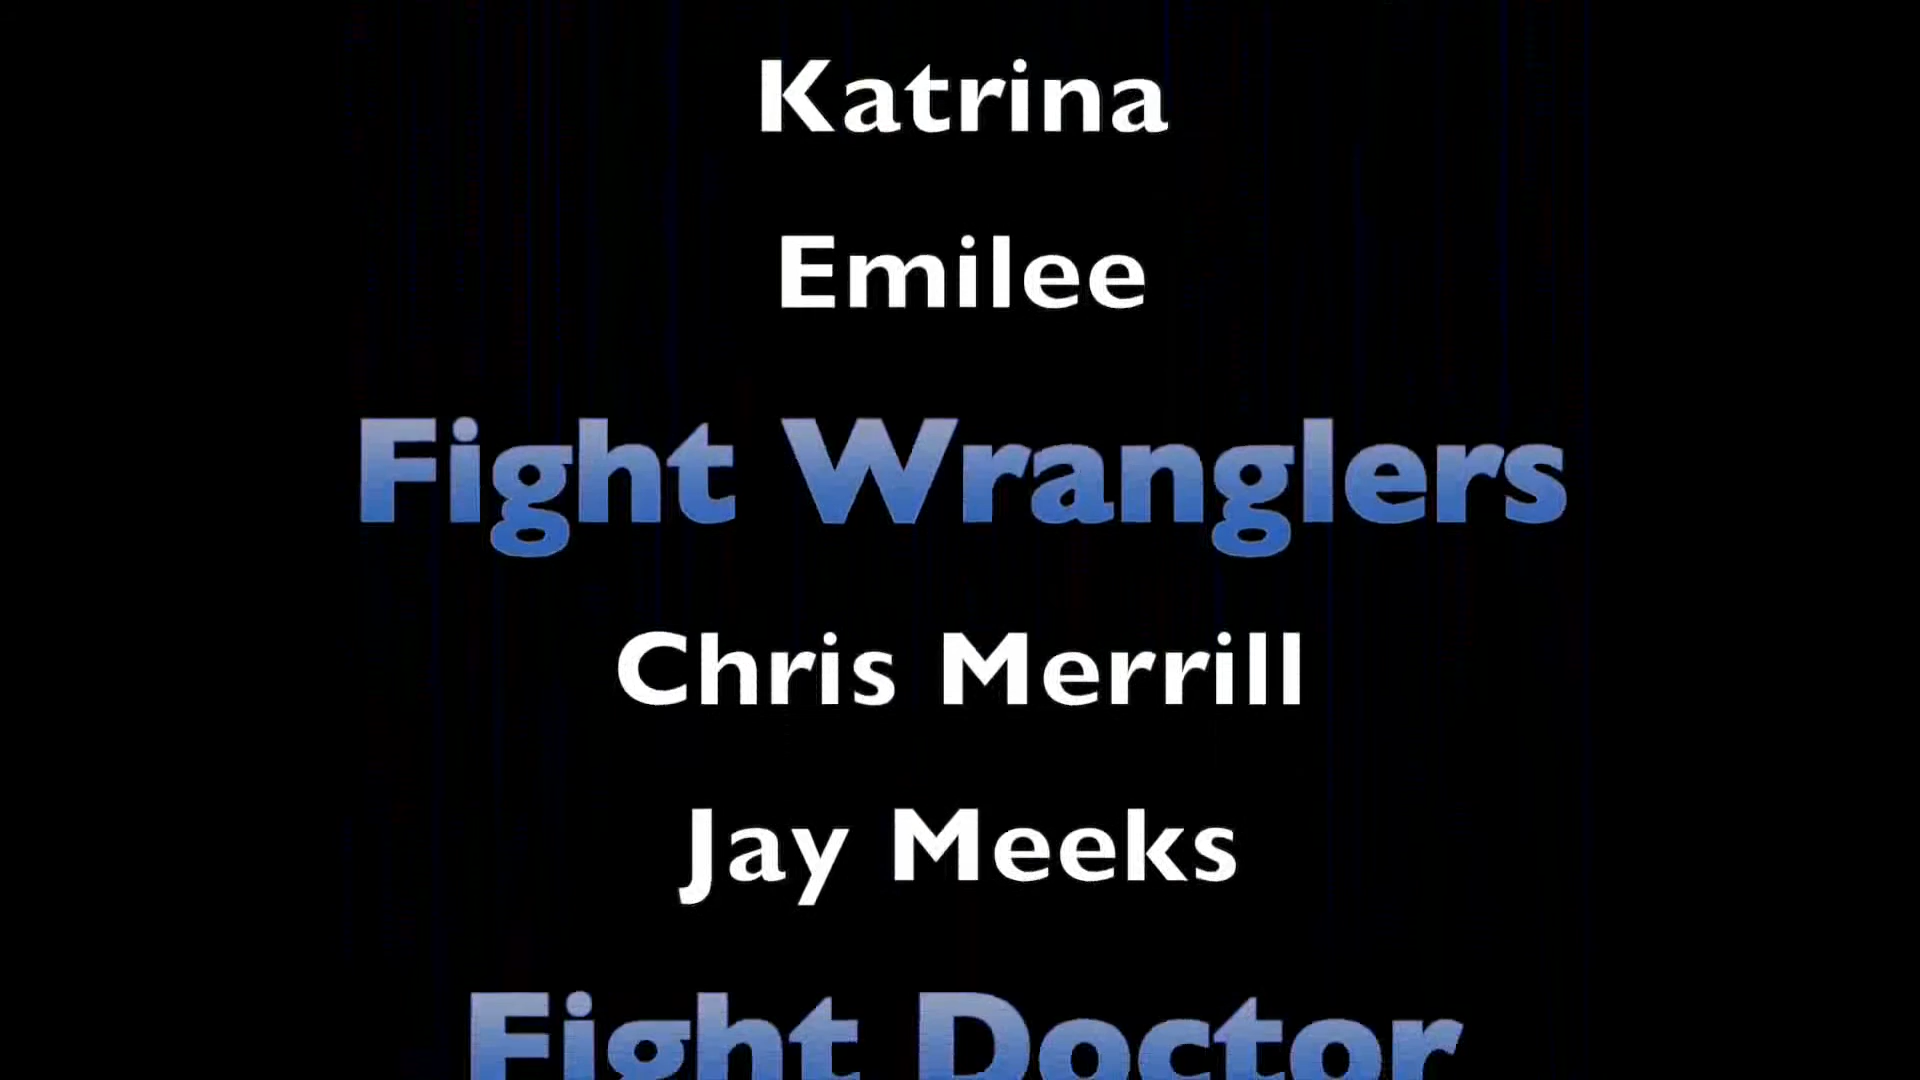 Katrina
Emilee
Fight Wranglers
Chris Merrill
Jay Meeks
Fight Doctor